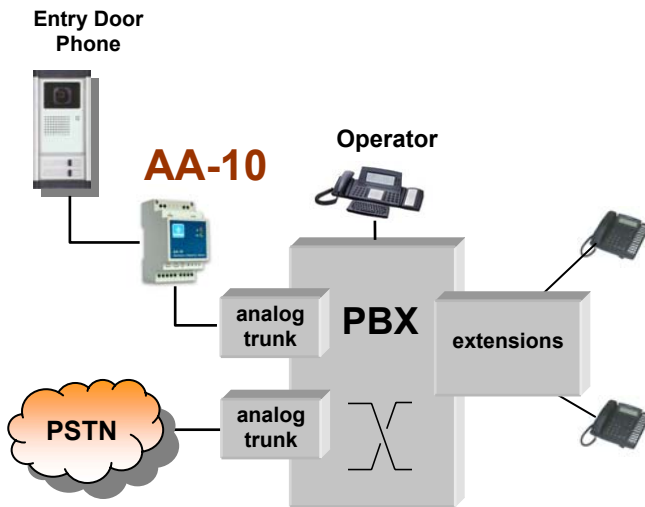 Entry Door
Phone
AA-10
Operator
analog
trunk
PBX
extensions
analog
trunk
PSTN